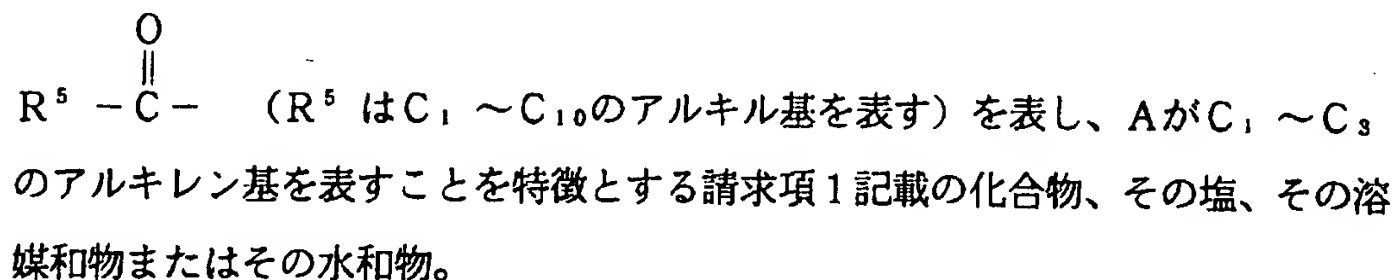 O
‖
R⁵ －C－ （R⁵ はC₁ ～C₁₀のアルキル基を表す）を表し、AがC₁ ～C₃
のアルキレン基を表すことを特徴とする請求項1記載の化合物、その塩、その溶
媒和物またはその水和物。